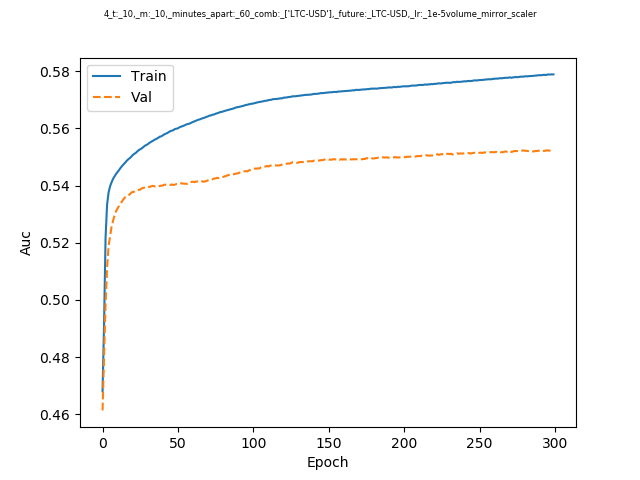 4_t:_10,_m:_10,_minutes_apart:_60_comb:_['LTC-USD'],_future:_LTC-USD,_lr:_1e-5volume_mirror_scaler
Train
Val
0.58
0.56
0.54
0.52
0.50
0.48
0.46
Auc
0 50 100 150 200 250 300
Epoch